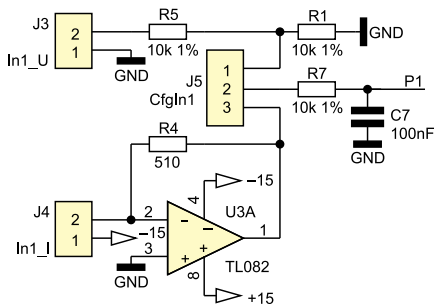 J3
2
1
In1_U
R5
10k 1%
GND
R1
10k 1%
GND
J5
CfgIn1
1
2
3
R7
10k 1%
P1
C7
100nF
GND
R4
510
J4
2
1
In1_I
-15
GND
2
3
-
+
-
+
4
8
-15
U3A
1
TL082
+15